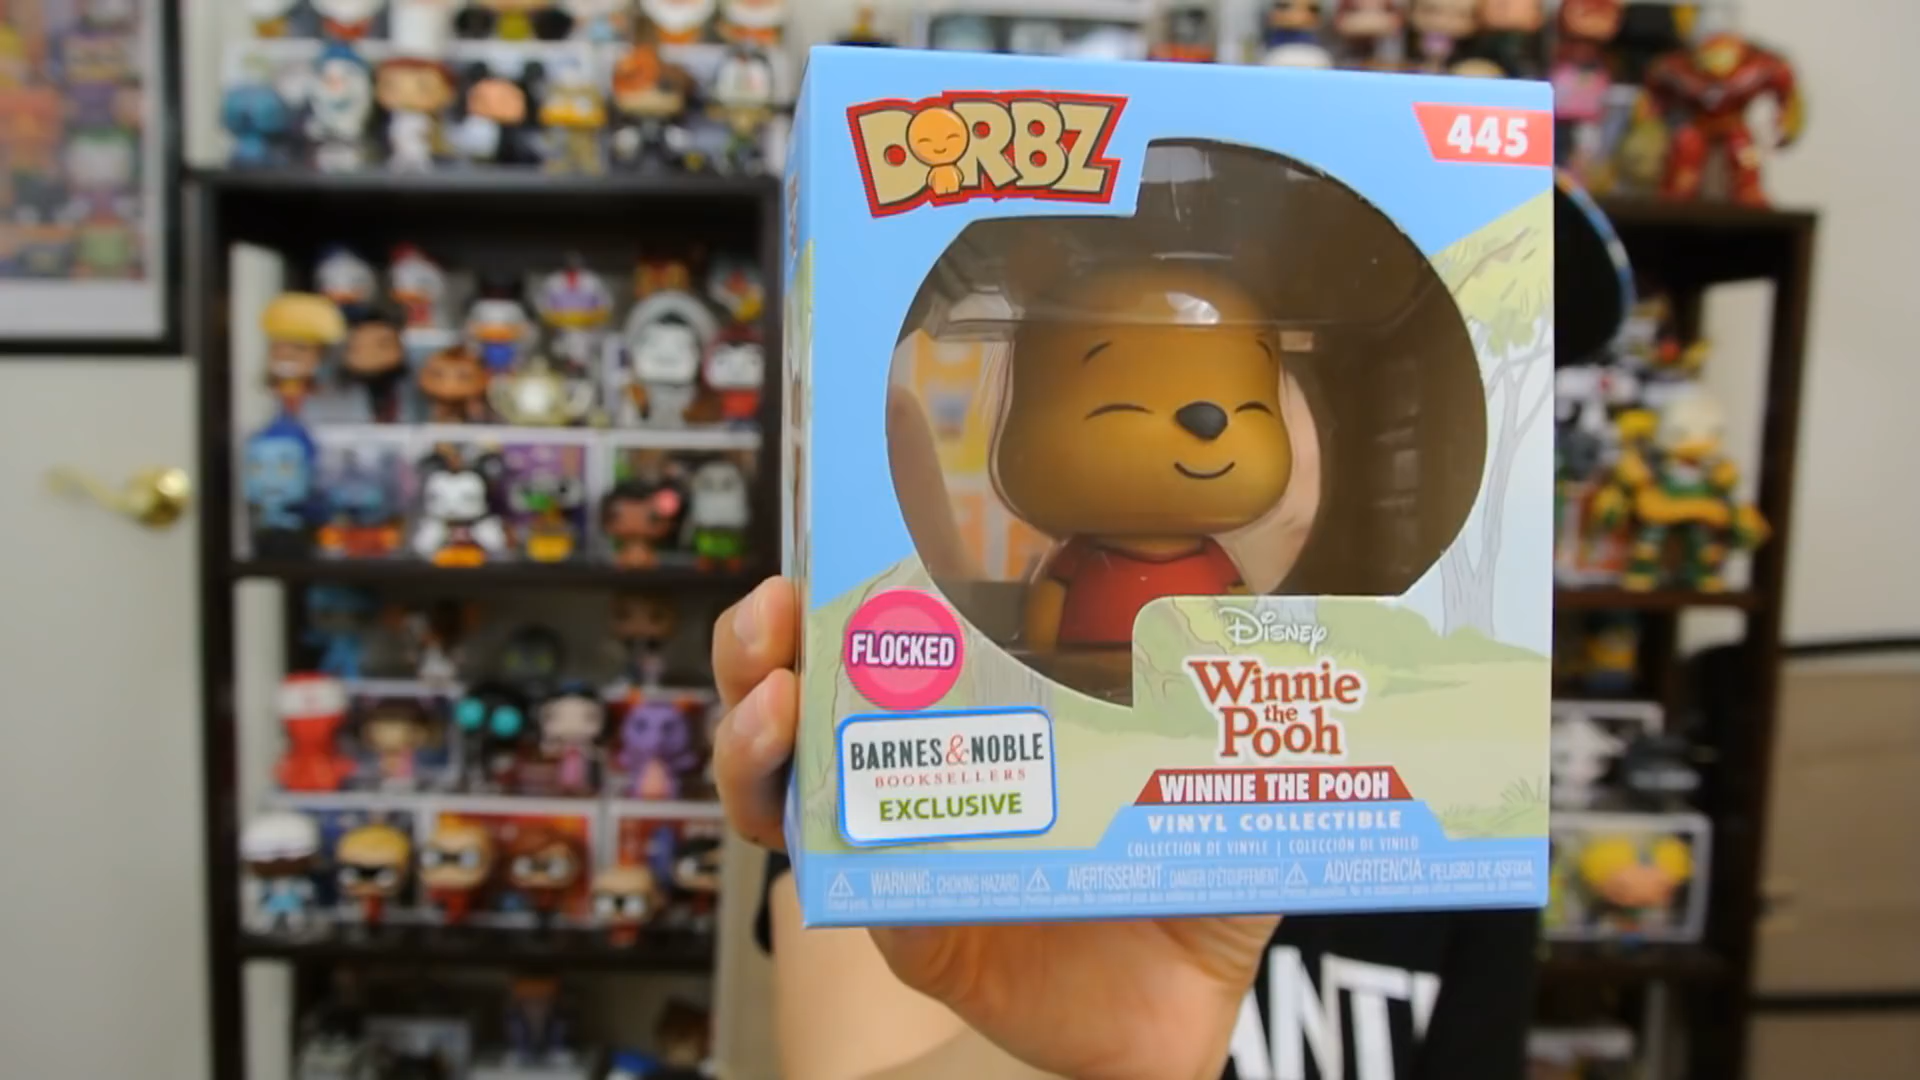 DORBZ
445
FLOCKED
BARNES&NOBLE
BOOKSELLERS
EXCLUSIVE
Disney
Winnie
the
Pooh
WINNIE THE POOH
VINYL COLLECTIBLE
COLLECTION DE VINYLE | COLECCIÓN DE VINILO
WARNING: CHOKING HAZARD AVERTISSEMENT: DANGER D'ÉTOUFFEMENT ADVERTENCIA: PELIGRO DE ASFIXIA.
ANT